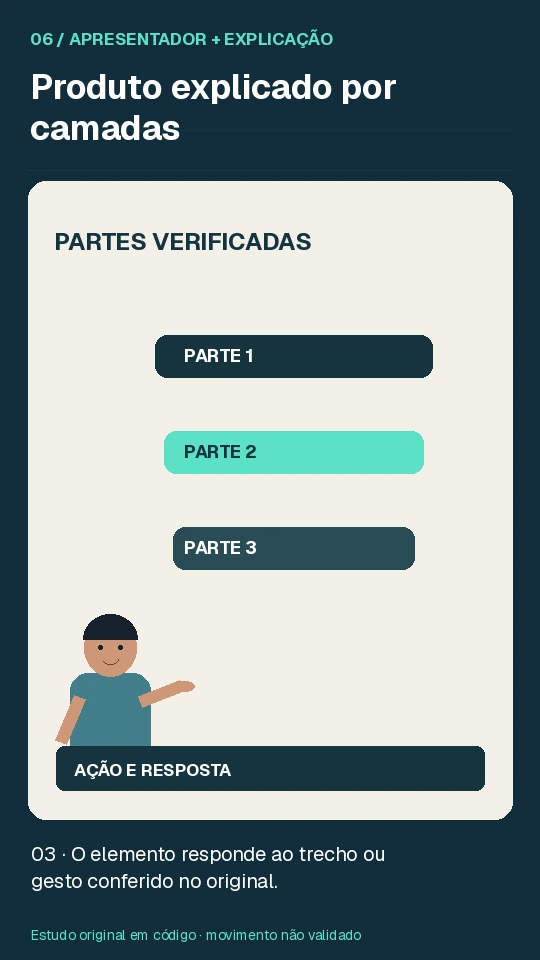 06 / APRESENTADOR + EXPLICAÇÃO
Produto explicado por
camadas
PARTES VERIFICADAS
PARTE 1
PARTE 2
PARTE 3
AÇÃO E RESPOSTA
03 · O elemento responde ao trecho ou
gesto conferido no original.
Estudo original em código · movimento não validado